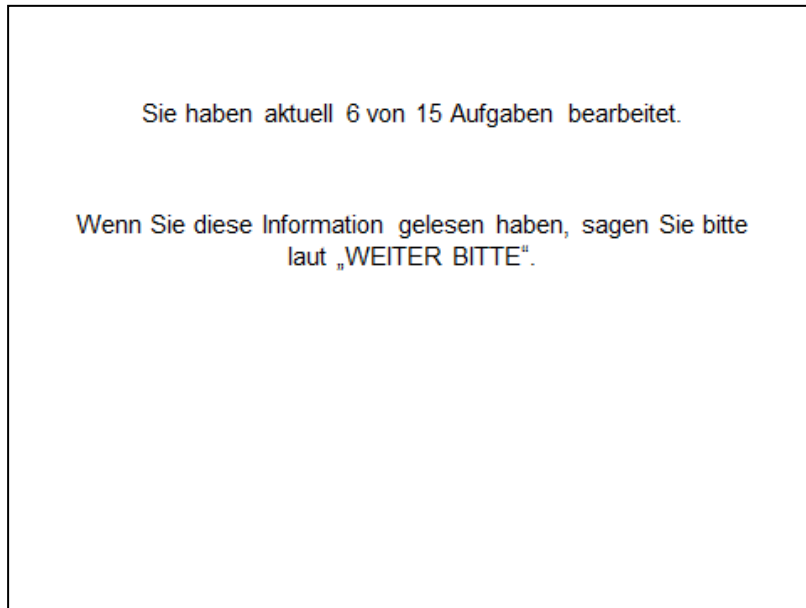 Sie haben aktuell 6 von 15 Aufgaben bearbeitet.
Wenn Sie diese Information gelesen haben, sagen Sie bitte
laut „WEITER BITTE“.